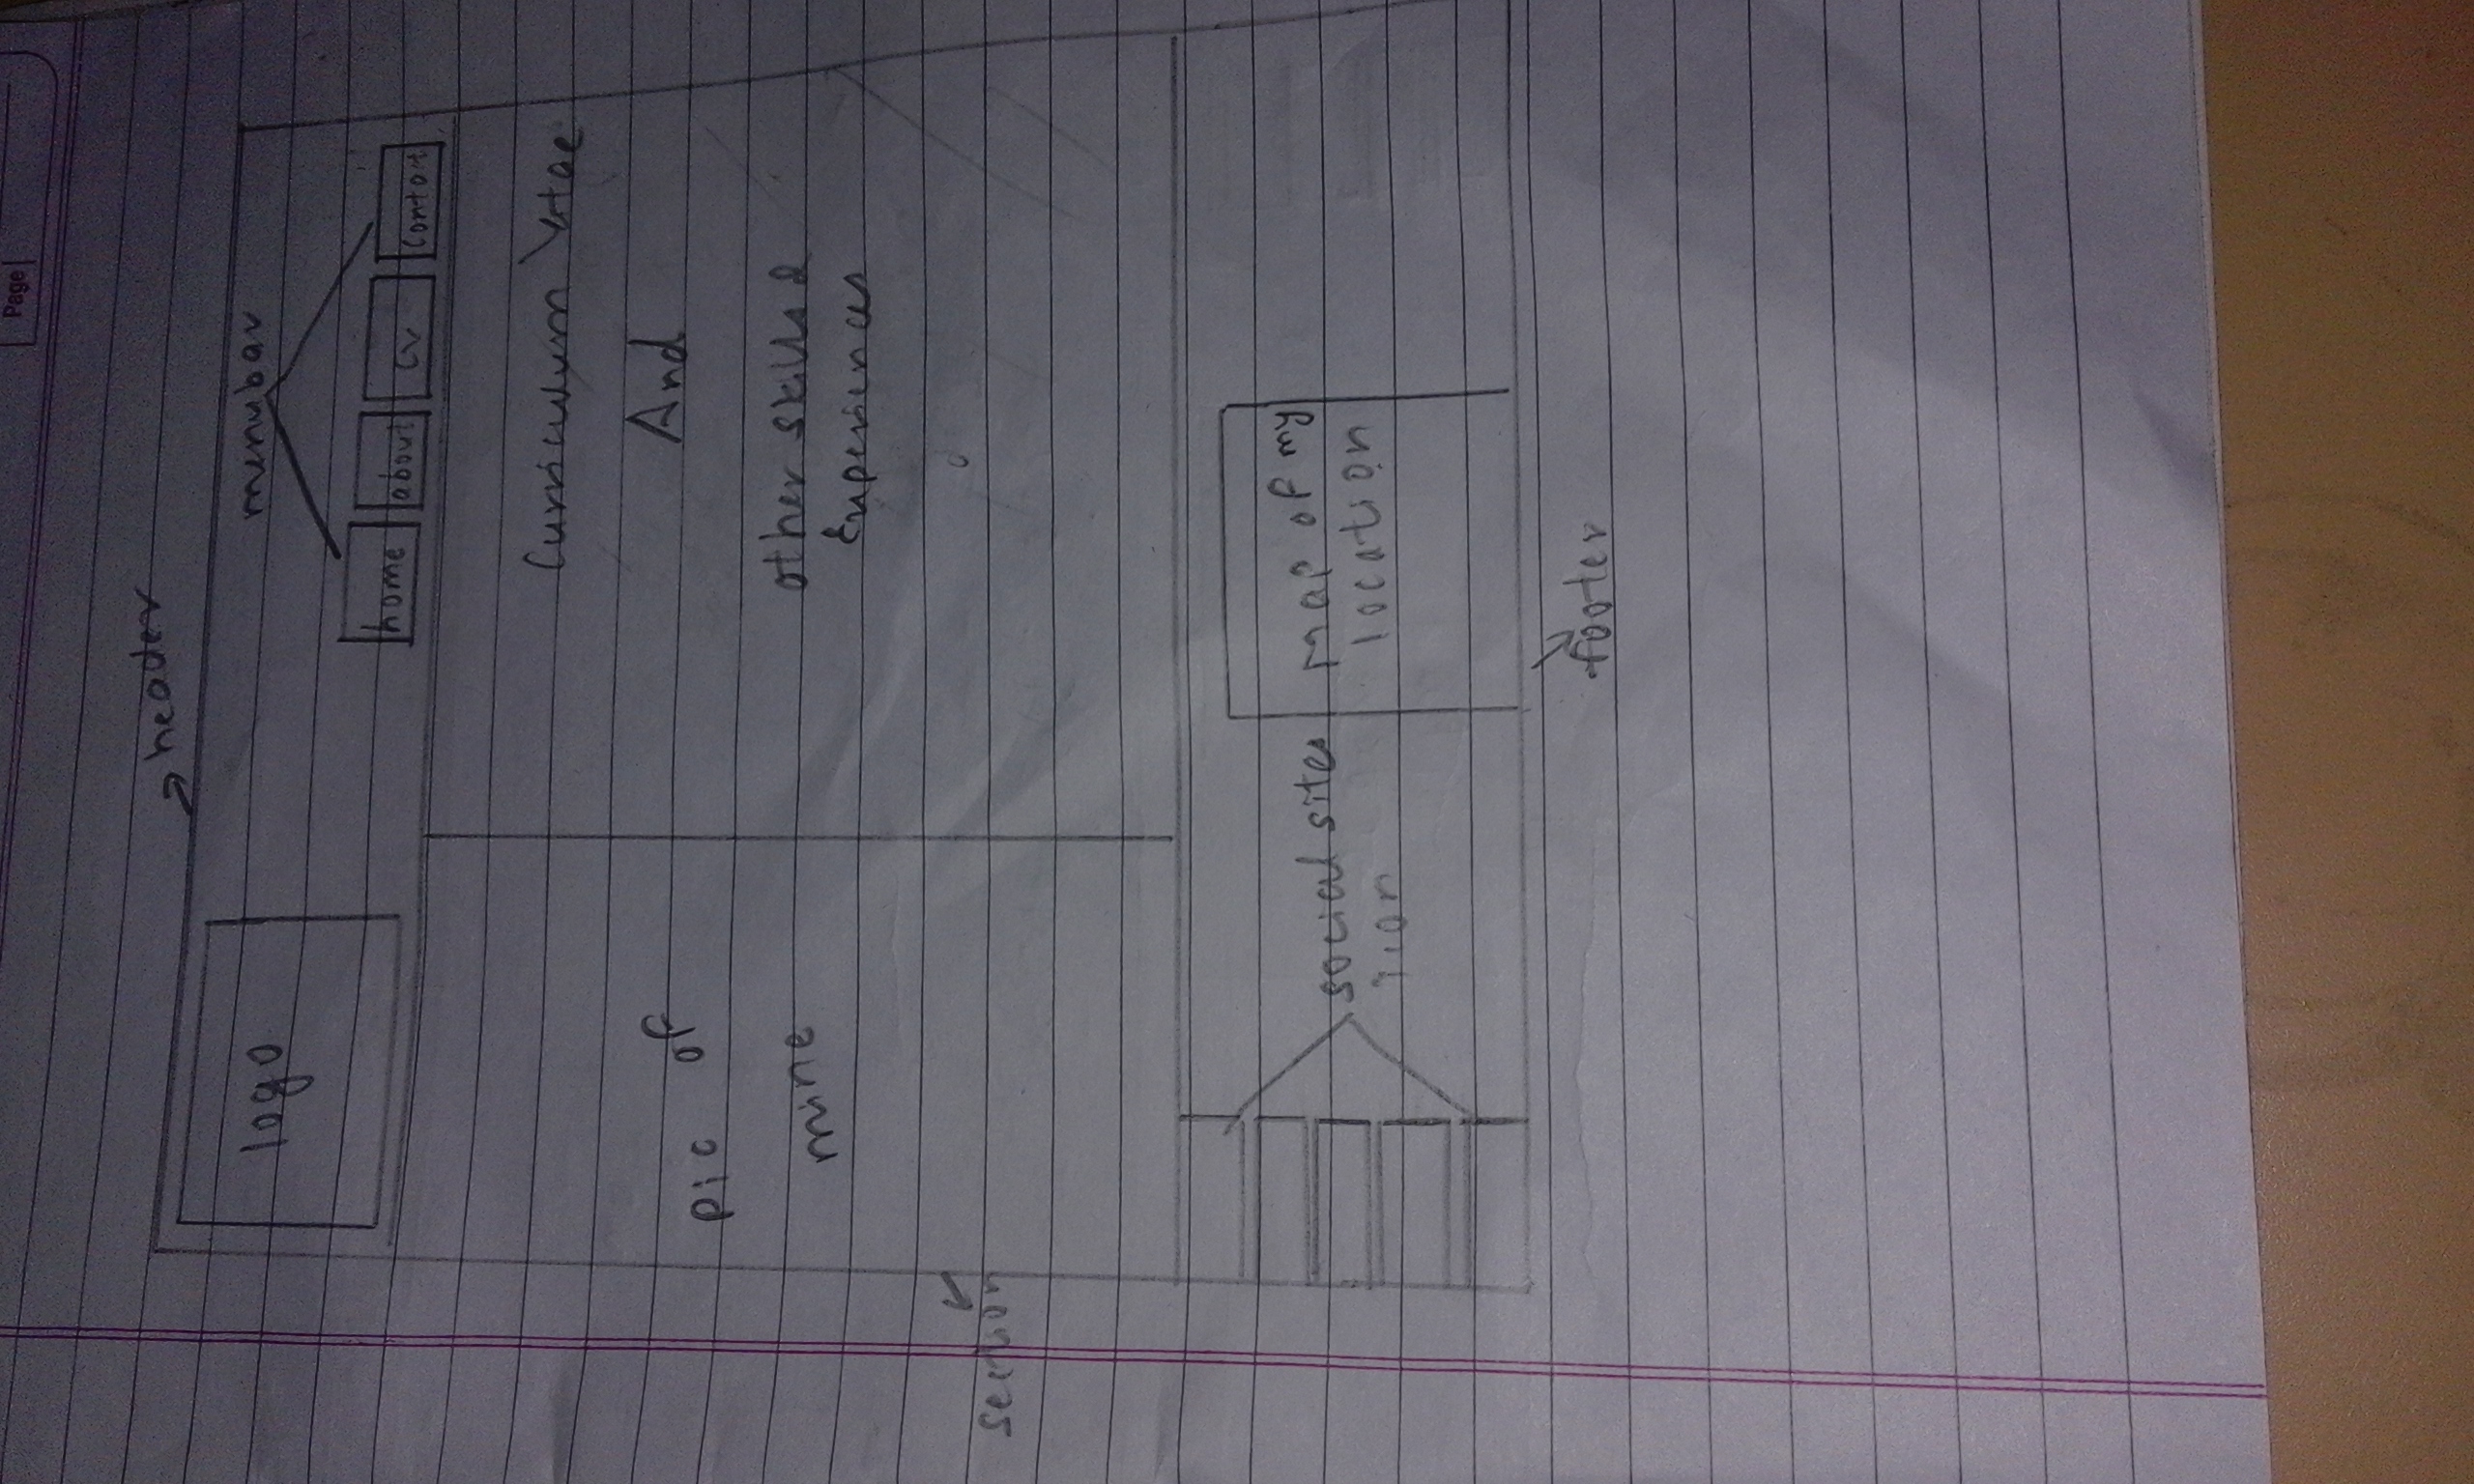 Page
header
logo
menubar
home about cv contact
Curriculum Vitae
And
pic of
mine
other skills &
Experiences
section
social sites
icon
map of my
location
footer